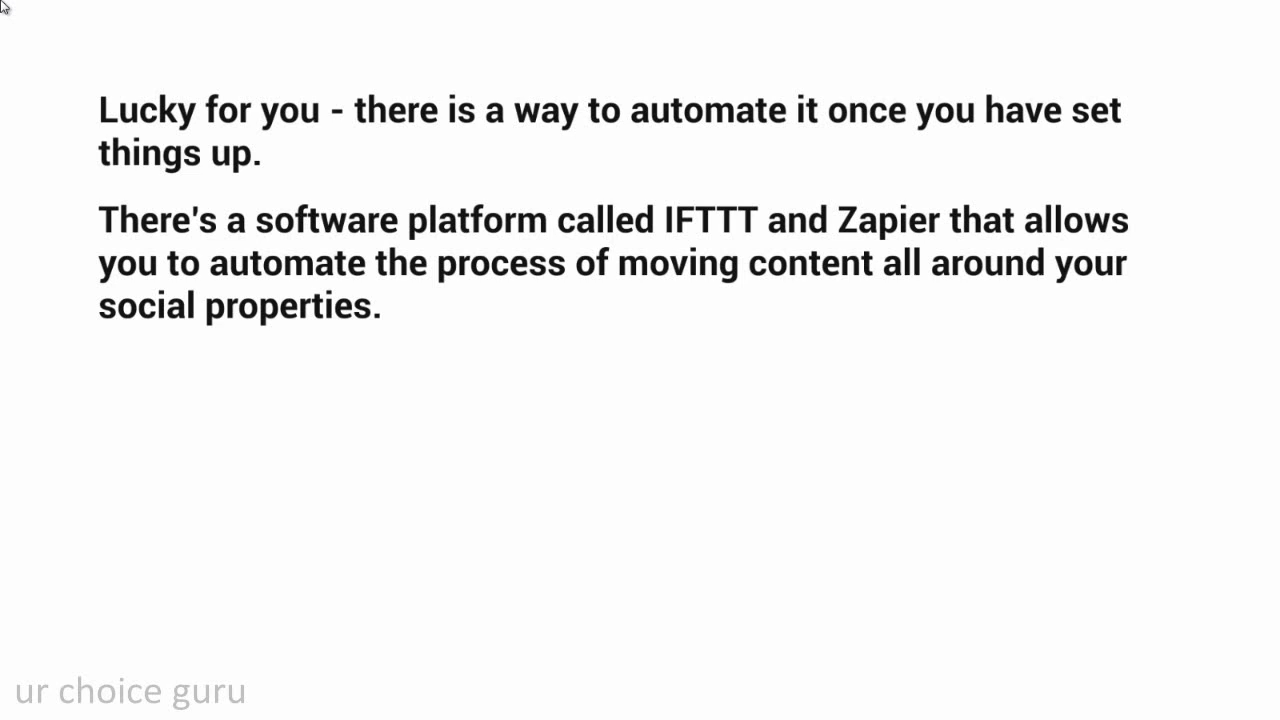 Lucky for you - there is a way to automate it once you have set
things up.
There's a software platform called IFTTT and Zapier that allows
you to automate the process of moving content all around your
social properties.
ur choice guru